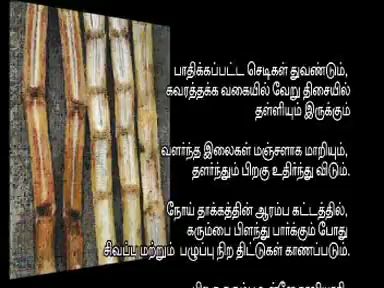 பாதிக்கப்பட்ட செடிகள் துவண்டும்,
கவரத்தக்க வகையில் வேறு திசையில்
தள்ளியும் இருக்கும்
வளர்ந்த இலைகள் மஞ்சளாக மாறியும்,
தளர்ந்தும் பிறகு உதிர்ந்து விடும்.
நோய் தாக்கத்தின் ஆரம்ப கட்டத்தில்,
கரும்பை பிளந்து பார்க்கும் போது
சிவப்பு மற்றும் பழுப்பு நிற திட்டுகள் காணப்படும்.